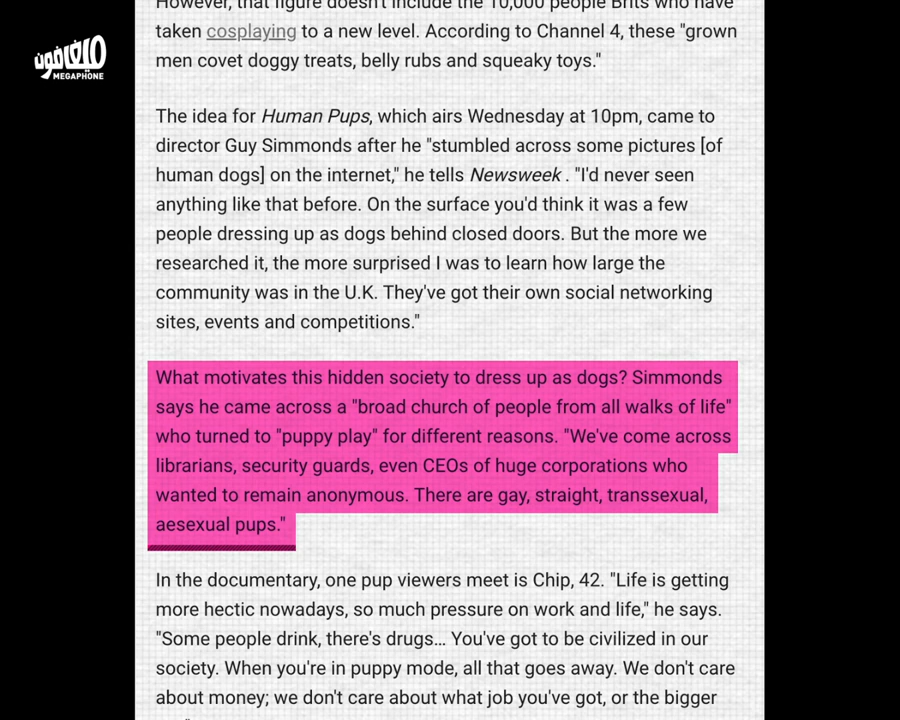 However, that figure doesn't include the 10,000 people Brits who have
taken cosplaying to a new level. According to Channel 4, these "grown
men covet doggy treats, belly rubs and squeaky toys."
ميغافون
MEGAPHONE
The idea for Human Pups, which airs Wednesday at 10pm, came to
director Guy Simmonds after he "stumbled across some pictures [of
human dogs] on the internet," he tells Newsweek . "I'd never seen
anything like that before. On the surface you'd think it was a few
people dressing up as dogs behind closed doors. But the more we
researched it, the more surprised I was to learn how large the
community was in the U.K. They've got their own social networking
sites, events and competitions."
What motivates this hidden society to dress up as dogs? Simmonds
says he came across a "broad church of people from all walks of life"
who turned to "puppy play" for different reasons. "We've come across
librarians, security guards, even CEOs of huge corporations who
wanted to remain anonymous. There are gay, straight, transsexual,
aesexual pups."
In the documentary, one pup viewers meet is Chip, 42. "Life is getting
more hectic nowadays, so much pressure on work and life," he says.
"Some people drink, there's drugs… You've got to be civilized in our
society. When you're in puppy mode, all that goes away. We don't care
about money; we don't care about what job you've got, or the bigger